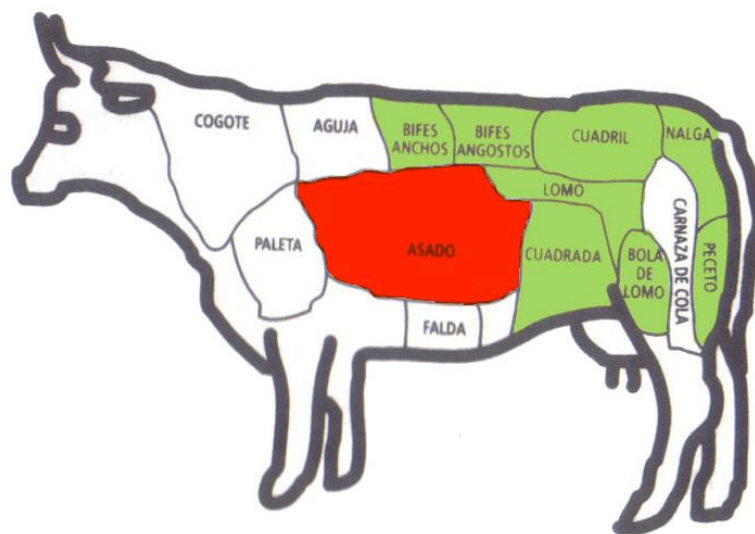 COGOTE
AGUJA
BIFES
ANCHOS
BIFES
ANGOSTOS
CUADRIL
NALGA
LOMO
PALETA
ASADO
CUADRADA
BOLA
DE
LOMO
CARNAZA DE COLA
PECETO
FALDA